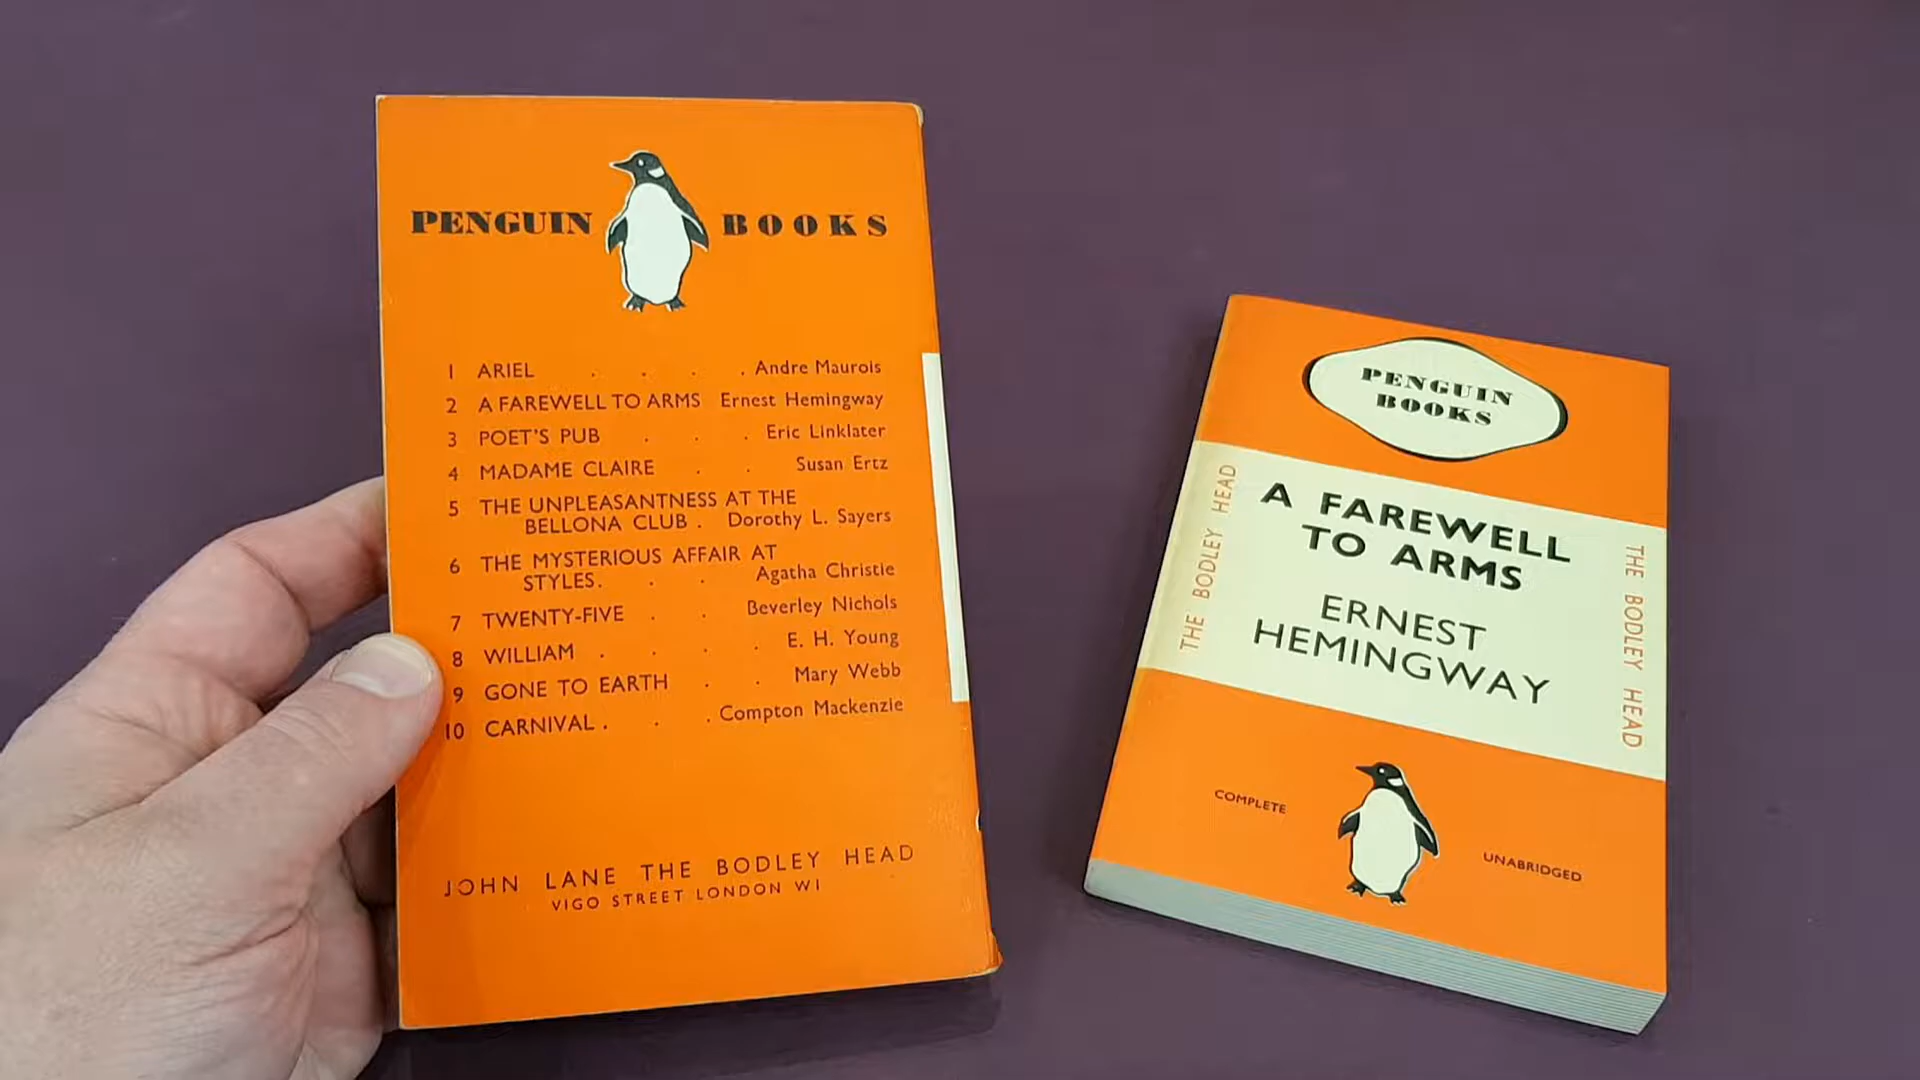 PENGUIN BOOKS
1 ARIEL . . . . Andre Maurois
2 A FAREWELL TO ARMS Ernest Hemingway
3 POET'S PUB . . . Eric Linklater
4 MADAME CLAIRE . . Susan Ertz
5 THE UNPLEASANTNESS AT THE
BELLONA CLUB . Dorothy L. Sayers
6 THE MYSTERIOUS AFFAIR AT
STYLES. . . Agatha Christie
7 TWENTY-FIVE . . Beverley Nichols
8 WILLIAM . . . . E. H. Young
9 GONE TO EARTH . . Mary Webb
10 CARNIVAL . . . Compton Mackenzie
JOHN LANE THE BODLEY HEAD
VIGO STREET LONDON W1
PENGUIN
BOOKS
THE BODLEY HEAD
A FAREWELL
TO ARMS
ERNEST
HEMINGWAY
THE BODLEY HEAD
COMPLETE
UNABRIDGED